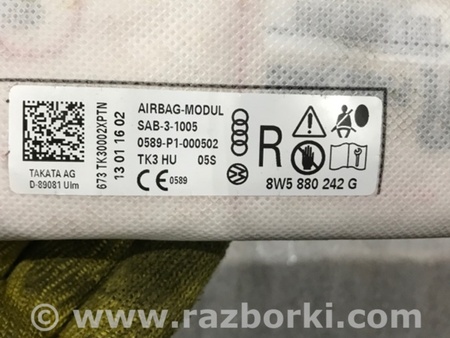 AIRBAG-MODUL
SAB-3-1005
0589-P1-000502
TK3 HU 05S
CE 0589
TAKATA AG
D-89081 Ulm
673 TK30002XPTN
13 01 16 02
R
8W5 880 242 G
www.razborki.com